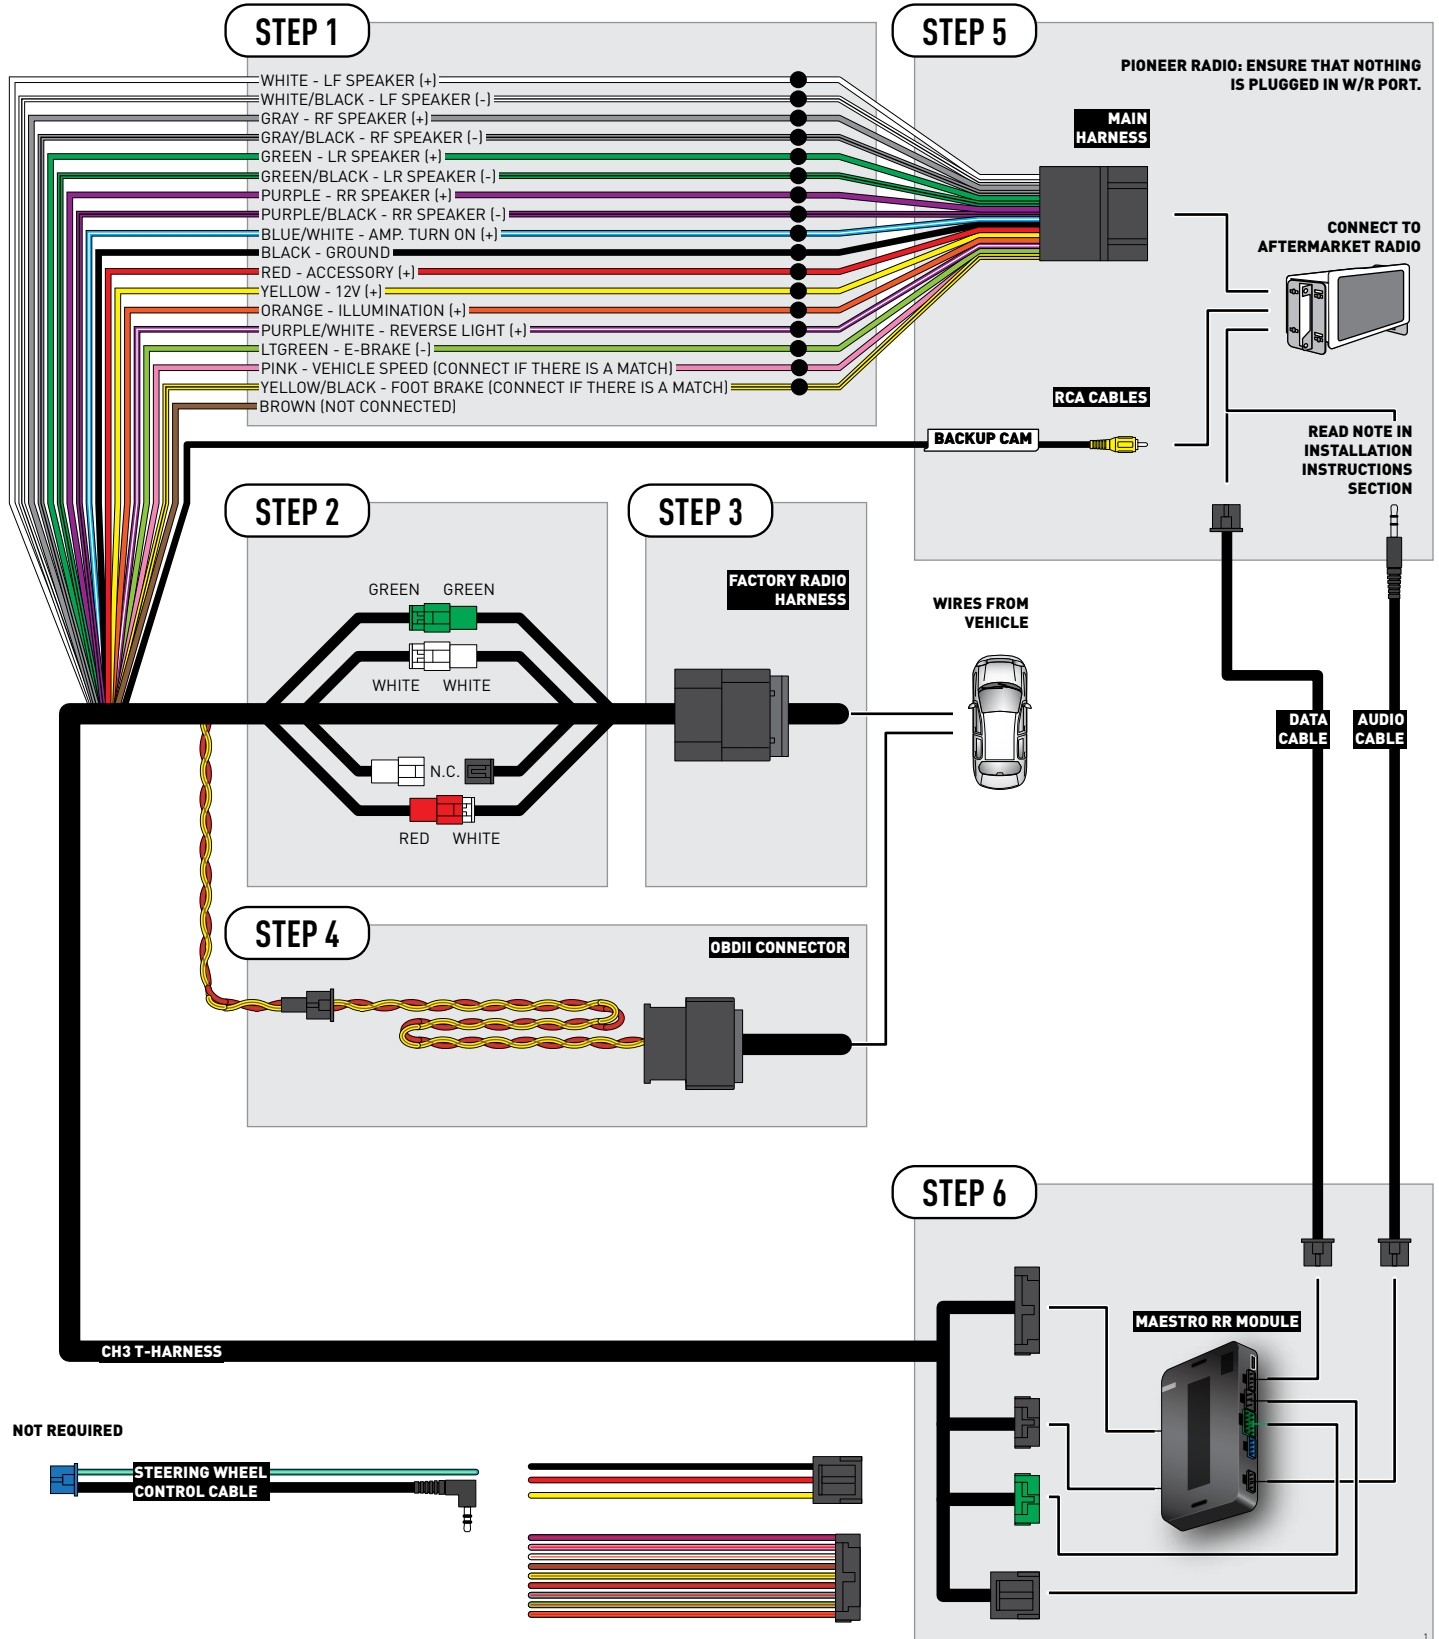 STEP 1
WHITE - LF SPEAKER (+)
WHITE/BLACK - LF SPEAKER (-)
GRAY - RF SPEAKER (+)
GRAY/BLACK - RF SPEAKER (-)
GREEN - LR SPEAKER (+)
GREEN/BLACK - LR SPEAKER (-)
PURPLE - RR SPEAKER (+)
PURPLE/BLACK - RR SPEAKER (-)
BLUE/WHITE - AMP. TURN ON (+)
BLACK - GROUND
RED - ACCESSORY (+)
YELLOW - 12V (+)
ORANGE - ILLUMINATION (+)
PURPLE/WHITE - REVERSE LIGHT (+)
LTGREEN - E-BRAKE (-)
PINK - VEHICLE SPEED (CONNECT IF THERE IS A MATCH)
YELLOW/BLACK - FOOT BRAKE (CONNECT IF THERE IS A MATCH)
BROWN (NOT CONNECTED)
STEP 5
PIONEER RADIO: ENSURE THAT NOTHING
IS PLUGGED IN W/R PORT.
MAIN
HARNESS
CONNECT TO
AFTERMARKET RADIO
RCA CABLES
BACKUP CAM
READ NOTE IN
INSTALLATION
INSTRUCTIONS
SECTION
STEP 2
GREEN GREEN
WHITE WHITE
N.C.
RED WHITE
STEP 3
FACTORY RADIO
HARNESS
WIRES FROM
VEHICLE
DATA
CABLE
AUDIO
CABLE
STEP 4
OBDII CONNECTOR
STEP 6
MAESTRO RR MODULE
CH3 T-HARNESS
NOT REQUIRED
STEERING WHEEL
CONTROL CABLE
1